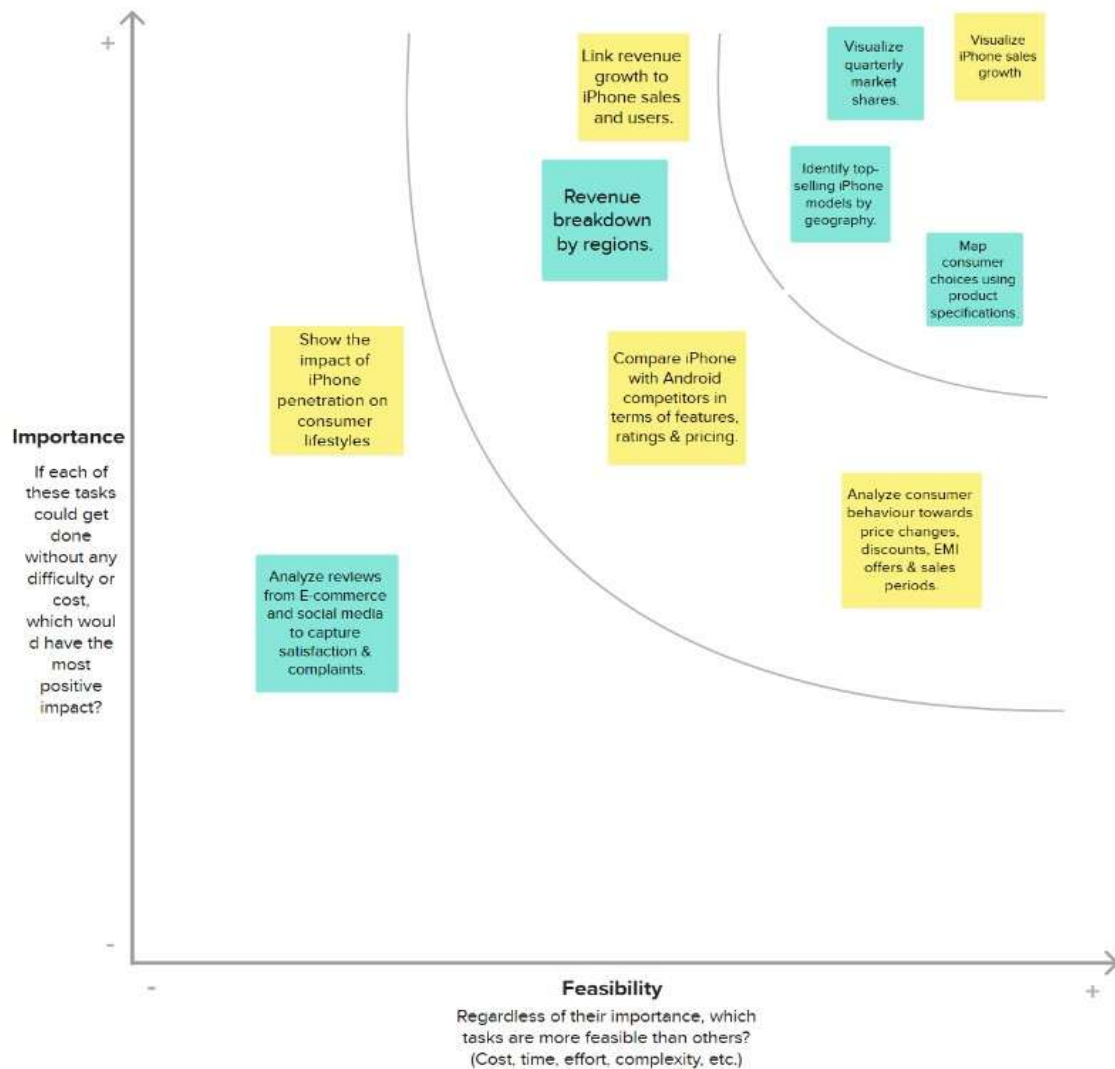 +
Link revenue
growth to
iPhone sales
and users.
Visualize
quarterly
market
shares.
Visualize
iPhone sales
growth
Revenue
breakdown
by regions.
Identify top-
selling iPhone
models by
geography.
Map
consumer
choices using
product
specifications.
Show the
impact of
iPhone
penetration on
consumer
lifestyles
Compare iPhone
with Android
competitors in
terms of features,
ratings & pricing.
Importance
If each of
these tasks
could get
done
without any
difficulty or
cost,
which woul
d have the
most
positive
impact?
Analyze consumer
behaviour towards
price changes,
discounts, EMI
offers & sales
periods.
Analyze reviews
from E-commerce
and social media
to capture
satisfaction &
complaints.
-
-
Feasibility
+
Regardless of their importance, which
tasks are more feasible than others?
(Cost, time, effort, complexity, etc.)